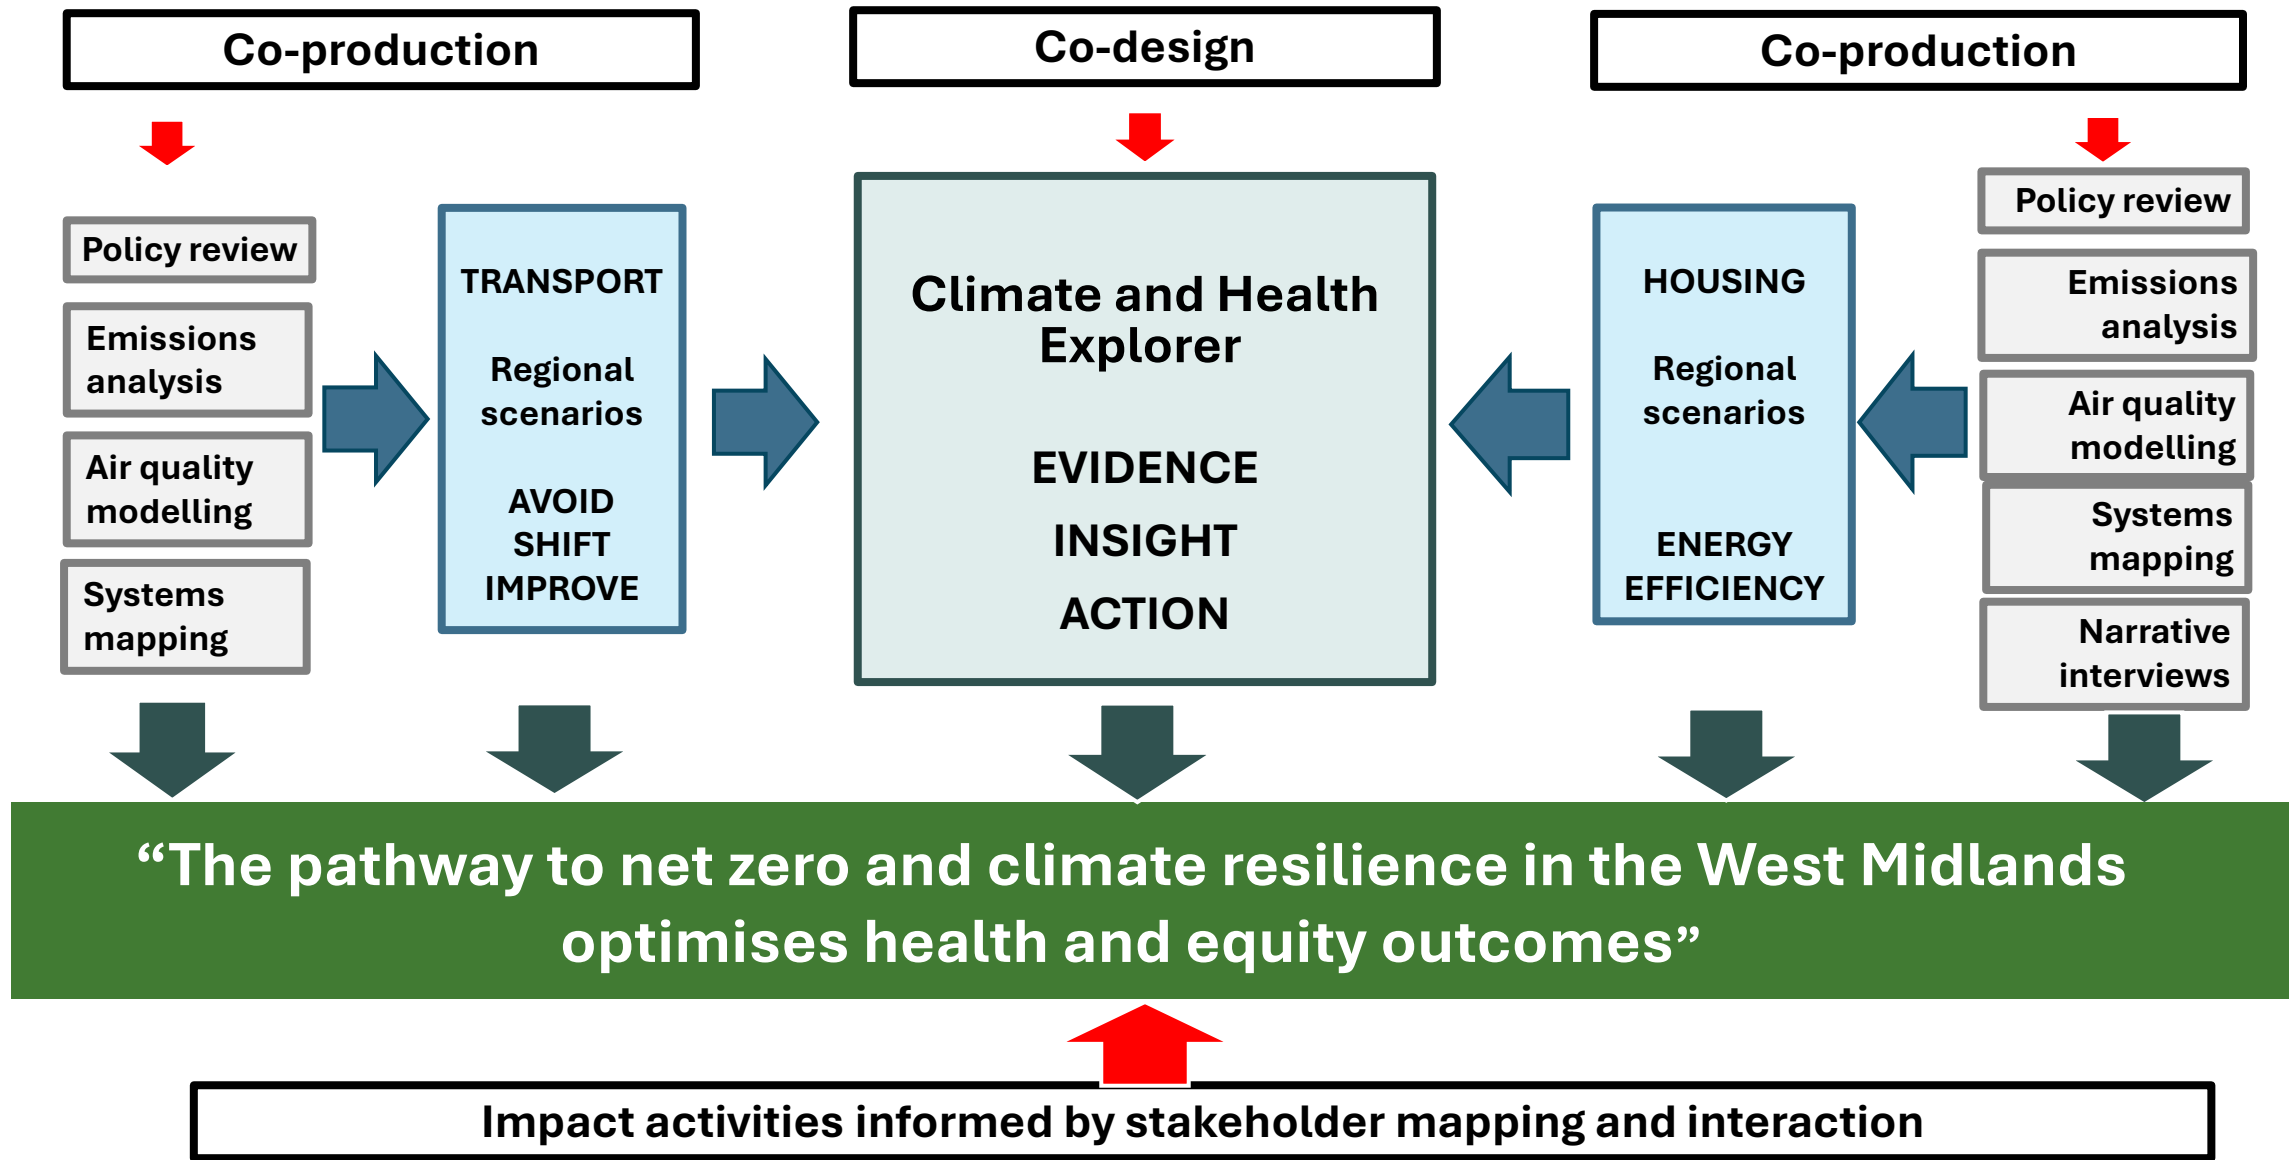 Co-production
Co-design
Co-production
Policy review
Emissions
analysis
Air quality
modelling
Systems
mapping
TRANSPORT
Regional
scenarios
AVOID
SHIFT
IMPROVE
Climate and Health
Explorer
EVIDENCE
INSIGHT
ACTION
HOUSING
Regional
scenarios
ENERGY
EFFICIENCY
Policy review
Emissions
analysis
Air quality
modelling
Systems
mapping
Narrative
interviews
“The pathway to net zero and climate resilience in the West Midlands
optimises health and equity outcomes”
Impact activities informed by stakeholder mapping and interaction